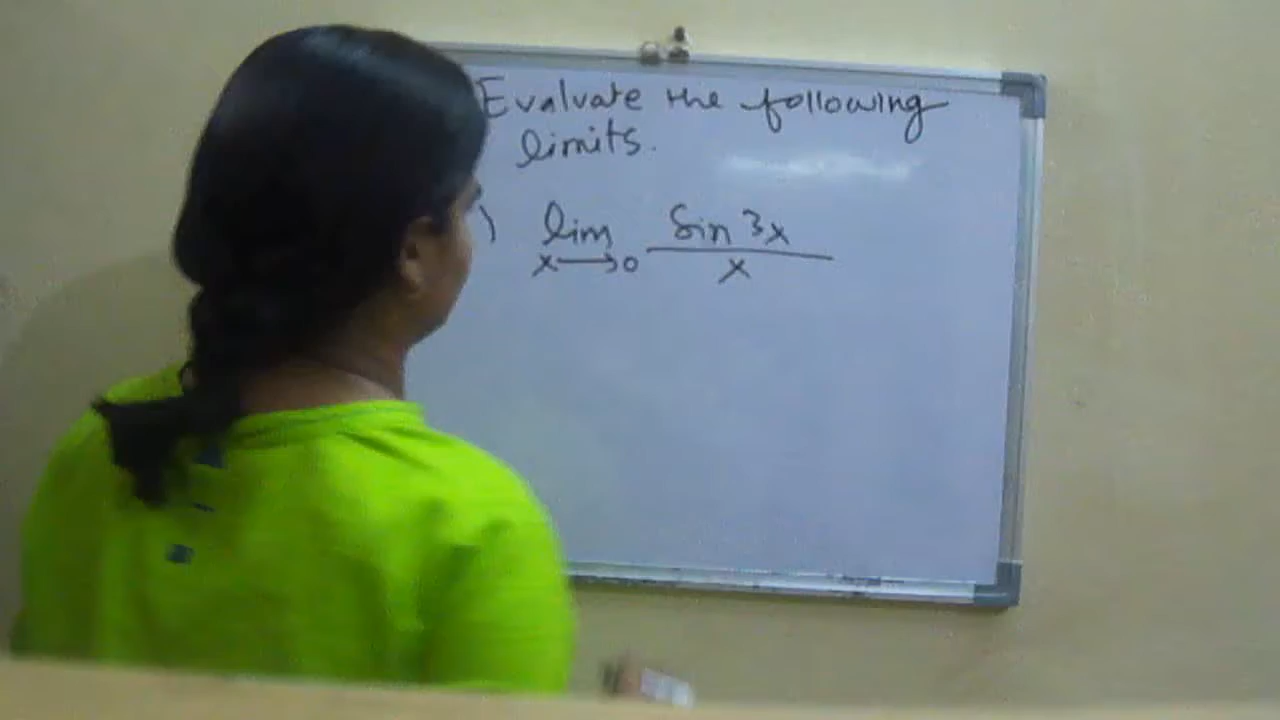 Evaluate the following
limits.
) lim x→0 sin 3x / x